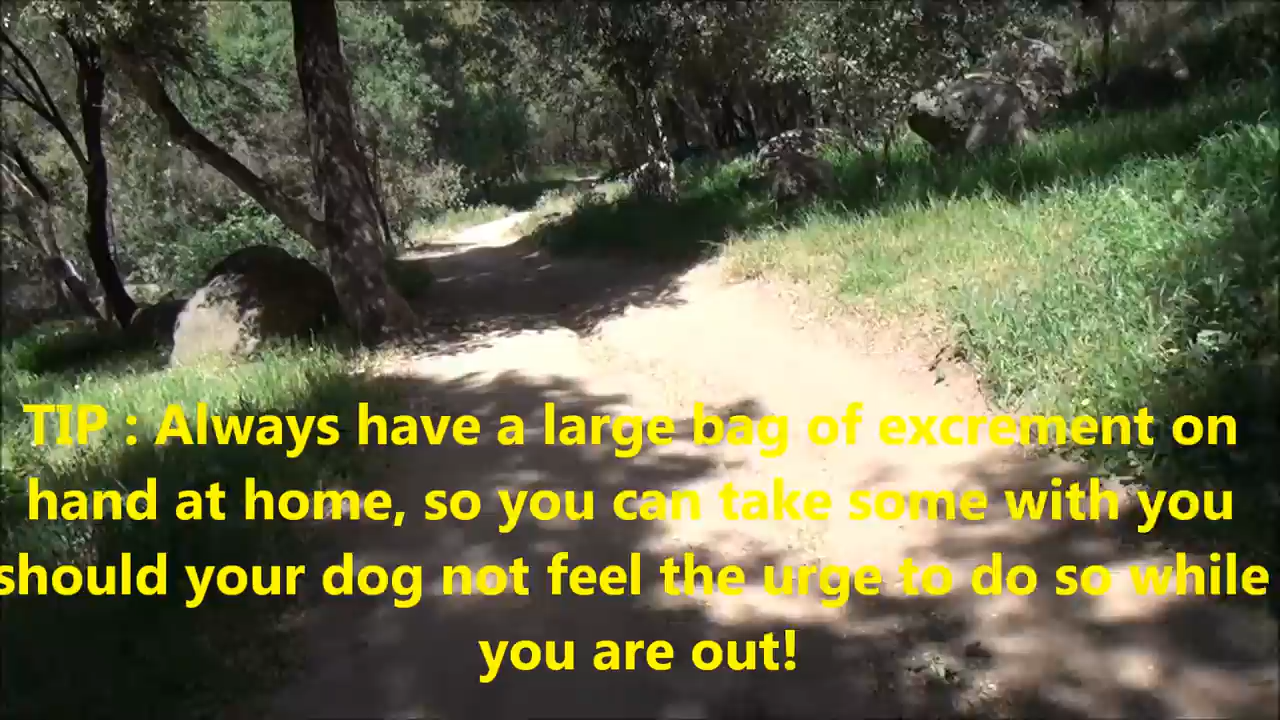 TIP : Always have a large bag of excrement on
hand at home, so you can take some with you
should your dog not feel the urge to do so while
you are out!